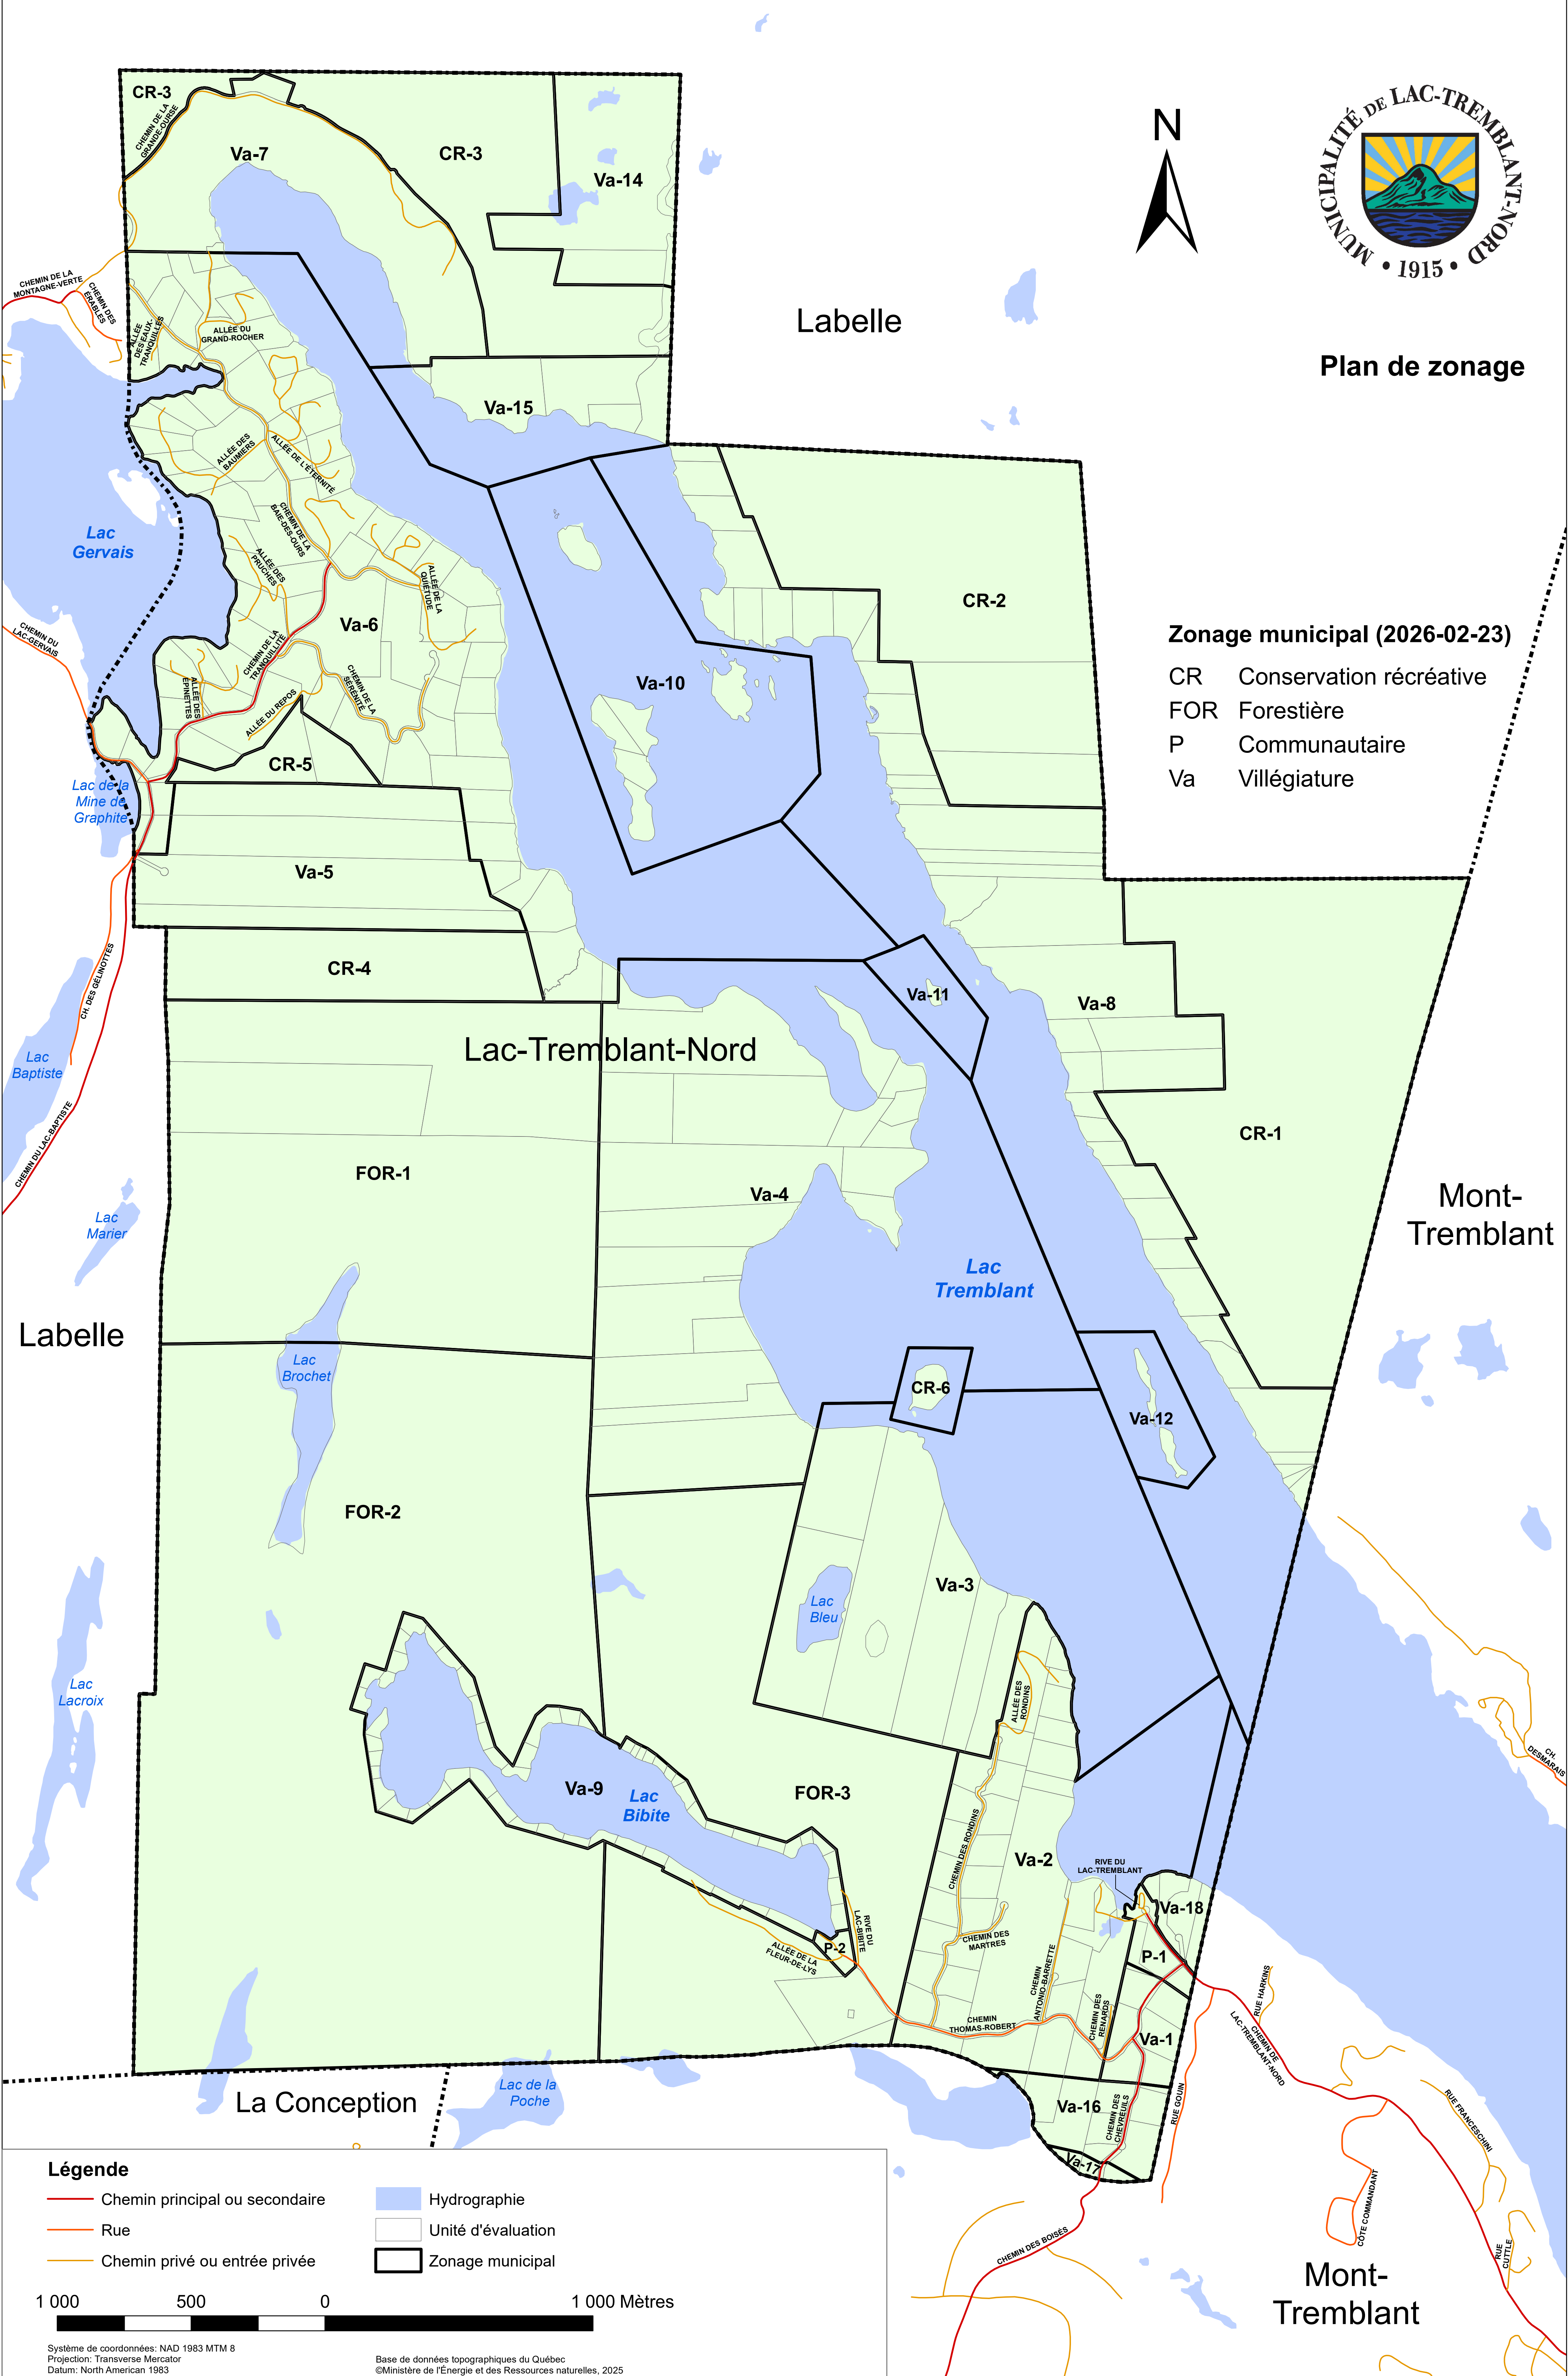 MUNICIPALITÉ DE LAC-TREMBLANT-NORD
• 1915 •
N
Plan de zonage
Zonage municipal (2026-02-23)
CR Conservation récréative
FOR Forestière
P Communautaire
Va Villégiature
CR-3
CHEMIN DE LA
GRANDE-OURSE
Va-7
CR-3
Va-14
Labelle
CHEMIN DE LA
MONTAGNE-VERTE
CHEMIN DES
ÉRABLES
ALLÉE
DES EAUX-
TRANQUILLES
ALLÉE DU
GRAND-ROCHER
Va-15
ALLÉE DES
BAUMIERS
ALLÉE DE L'ÉTERNITÉ
CHEMIN DE LA
BAIE-DES-OURS
Lac
Gervais
ALLÉE DES
PRUCHES
ALLÉE DE LA
QUIÉTUDE
CR-2
Va-6
CHEMIN DU
LAC-GERVAIS
CHEMIN DE LA
TRANQUILLITÉ
ALLÉE DES
ÉPINETTES
ALLÉE DU REPOS
CHEMIN DE LA
SÉRÉNITÉ
Va-10
CR-5
Lac de la
Mine de
Graphite
Va-5
CR-4
CH. DES GÉLINOTTES
Va-11
Va-8
Lac-Tremblant-Nord
Lac
Baptiste
CHEMIN DU LAC-BAPTISTE
CR-1
FOR-1
Va-4
Mont-
Tremblant
Lac
Marier
Lac
Tremblant
Labelle
Lac
Brochet
CR-6
Va-12
FOR-2
Va-3
Lac
Bleu
Lac
Lacroix
ALLÉE DES
RONDINS
CH.
DESMARAIS
Va-9
Lac
Bibite
FOR-3
CHEMIN DES RONDINS
Va-2
RIVE DU
LAC-TREMBLANT
Va-18
RIVE DU
LAC-BIBITE
CHEMIN DES
MARTRES
P-2
ALLÉE DE LA
FLEUR-DE-LYS
P-1
CHEMIN
ANTONIO-BARRETTE
CHEMIN DES
RENARDS
CHEMIN
THOMAS-ROBERT
Va-1
RUE HARKINS
CHEMIN DE
LAC-TREMBLANT-NORD
La Conception
Lac de la
Poche
Va-16
CHEMIN DES
CHEVREUILS
RUE GOUIN
RUE FRANCESCHINI
Va-17
CÔTE COMMANDANT
CHEMIN DES BOISÉS
RUE
CUTTLE
Mont-
Tremblant
Légende
Chemin principal ou secondaire
Rue
Chemin privé ou entrée privée
Hydrographie
Unité d'évaluation
Zonage municipal
1 000 500 0 1 000 Mètres
Système de coordonnées: NAD 1983 MTM 8
Projection: Transverse Mercator
Datum: North American 1983
Base de données topographiques du Québec
©Ministère de l'Énergie et des Ressources naturelles, 2025